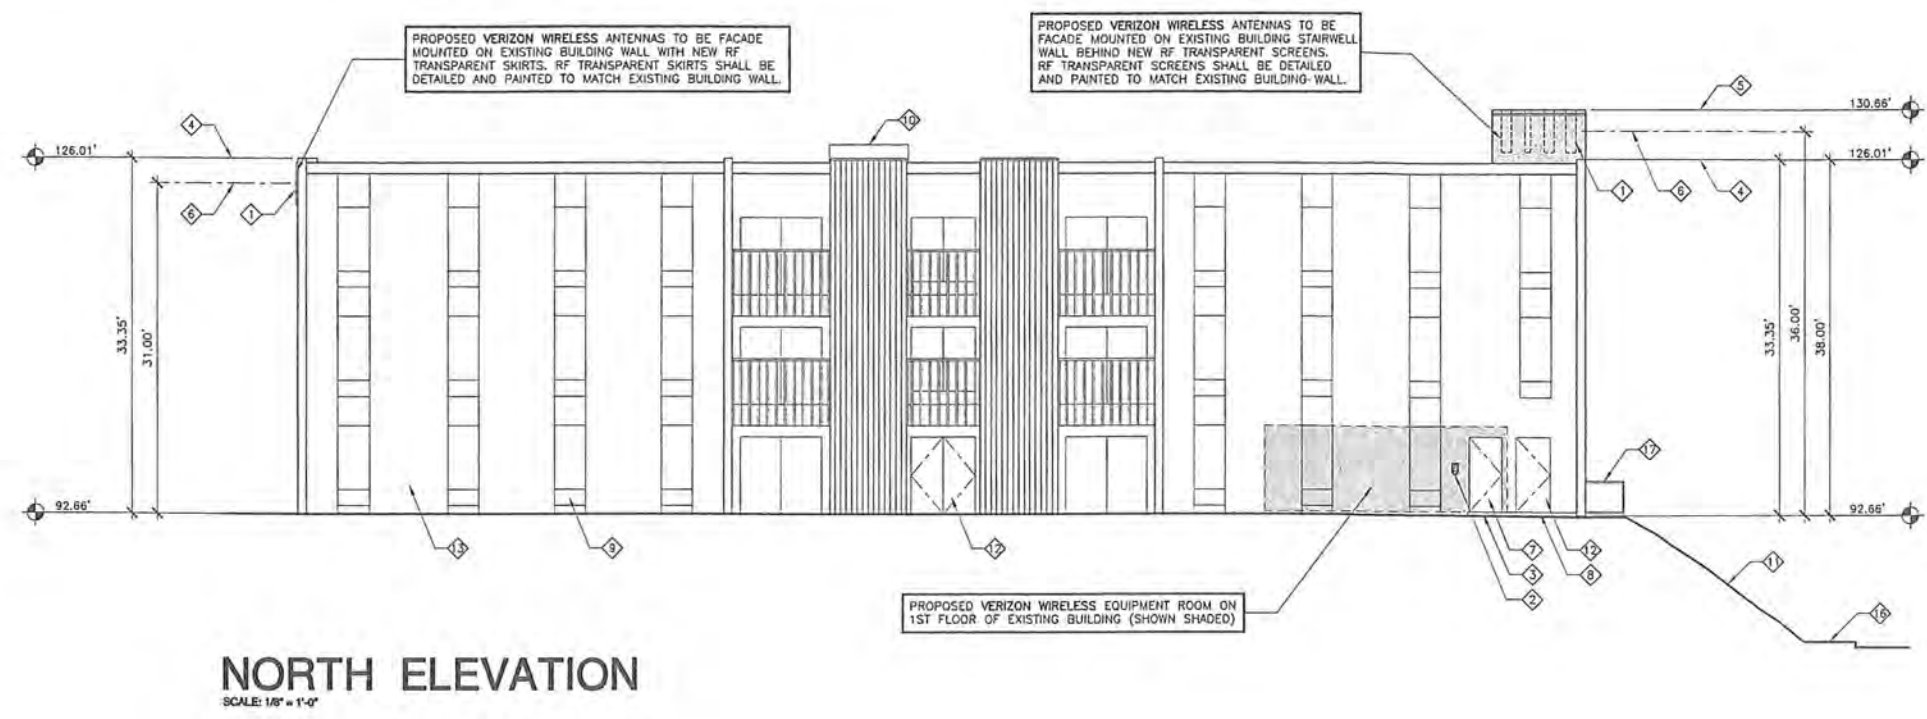 PROPOSED VERIZON WIRELESS ANTENNAS TO BE FACADE
MOUNTED ON EXISTING BUILDING WALL WITH NEW RF
TRANSPARENT SKIRTS. RF TRANSPARENT SKIRTS SHALL BE
DETAILED AND PAINTED TO MATCH EXISTING BUILDING WALL.
PROPOSED VERIZON WIRELESS ANTENNAS TO BE
FACADE MOUNTED ON EXISTING BUILDING STAIRWELL
WALL BEHIND NEW RF TRANSPARENT SCREENS.
RF TRANSPARENT SCREENS SHALL BE DETAILED
AND PAINTED TO MATCH EXISTING BUILDING WALL.
5
130.66'
4
10
126.01'
126.01'
6
1
1
6
4
33.35'
31.00'
33.35'
36.00'
38.00'
17
92.66'
92.66'
13
9
12
7
12
3
8
2
11
16
PROPOSED VERIZON WIRELESS EQUIPMENT ROOM ON
1ST FLOOR OF EXISTING BUILDING (SHOWN SHADED)
NORTH ELEVATION
SCALE: 1/8" = 1'-0"